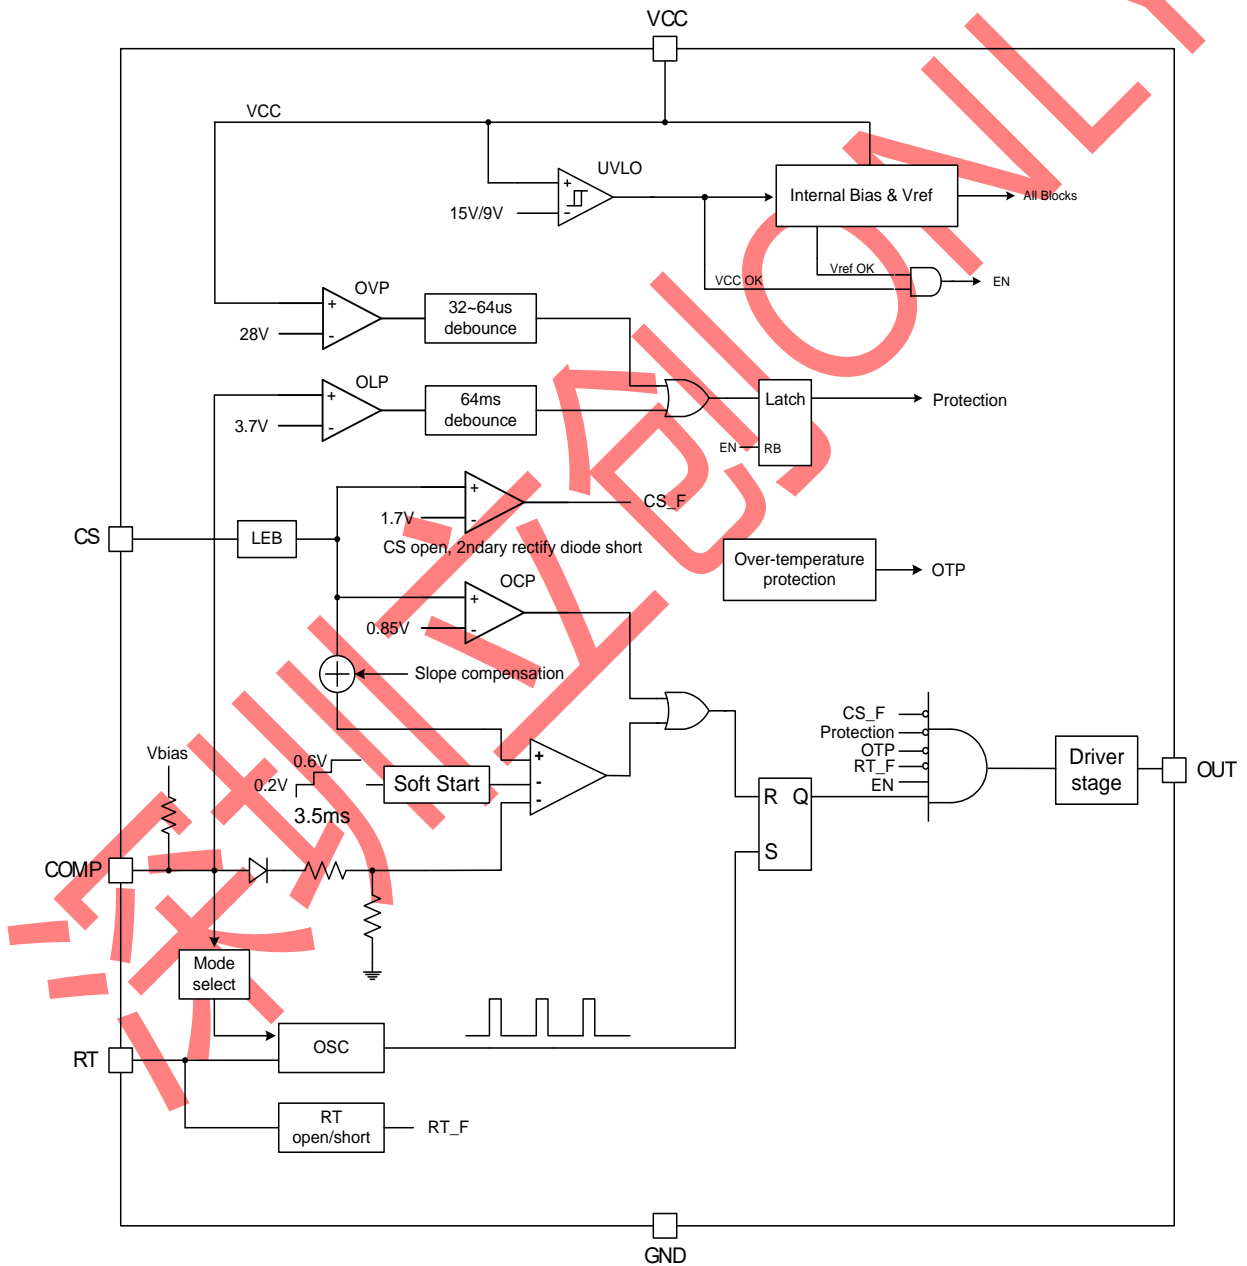 VCC
VCC
UVLO
+
-
15V/9V
Internal Bias & Vref
All Blocks
Vref OK
VCC OK
EN
OVP
+
-
28V
32~64us
debounce
OLP
+
-
3.7V
64ms
debounce
Latch
EN
RB
Protection
+
-
1.7V
CS_F
CS
LEB
CS open, 2ndary rectify diode short
Over-temperature
protection
OTP
OCP
+
-
0.85V
Slope compensation
CS_F
Protection
OTP
RT_F
EN
Vbias
0.6V
0.2V
3.5ms
Soft Start
+
-
-
R Q
S
Driver
stage
OUT
COMP
Mode
select
RT
OSC
RT
open/short
RT_F
GND